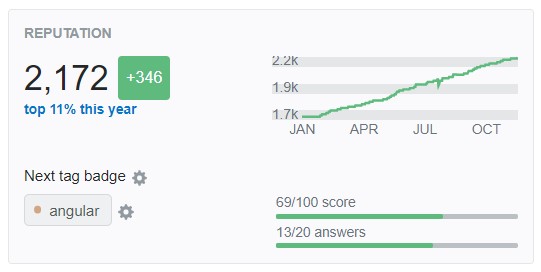 REPUTATION
2,172 +346
top 11% this year
2.2k
1.9k
1.7k
JAN APR JUL OCT
Next tag badge
angular
69/100 score
13/20 answers